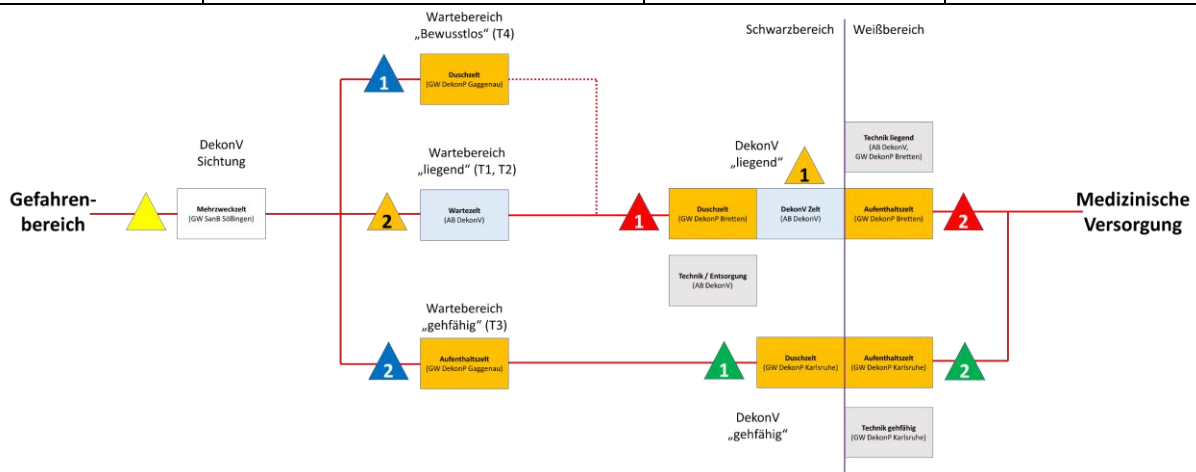 Wartebereich
„Bewusstlos“ (T4)
Schwarzbereich
Weißbereich
Duschzelt
(GW DekonP Gaggenau)
1
DekonV
Sichtung
Wartebereich
„liegend“ (T1, T2)
DekonV
„liegend“
Technik liegend
(AB DekonV,
GW DekonP Bretten)
1
Gefahren-
bereich
Mehrzweckzelt
(GW SanB Söllingen)
2
Wartezelt
(AB DekonV)
1
Duschzelt
(GW DekonP Bretten)
DekonV Zelt
(AB DekonV)
Aufenthaltszelt
(GW DekonP Bretten)
2
Medizinische
Versorgung
Technik / Entsorgung
(AB DekonV)
Wartebereich
„gehfähig“ (T3)
2
Aufenthaltszelt
(GW DekonP Gaggenau)
1
Duschzelt
(GW DekonP Karlsruhe)
Aufenthaltszelt
(GW DekonP Karlsruhe)
2
DekonV
„gehfähig“
Technik gehfähig
(GW DekonP Karlsruhe)